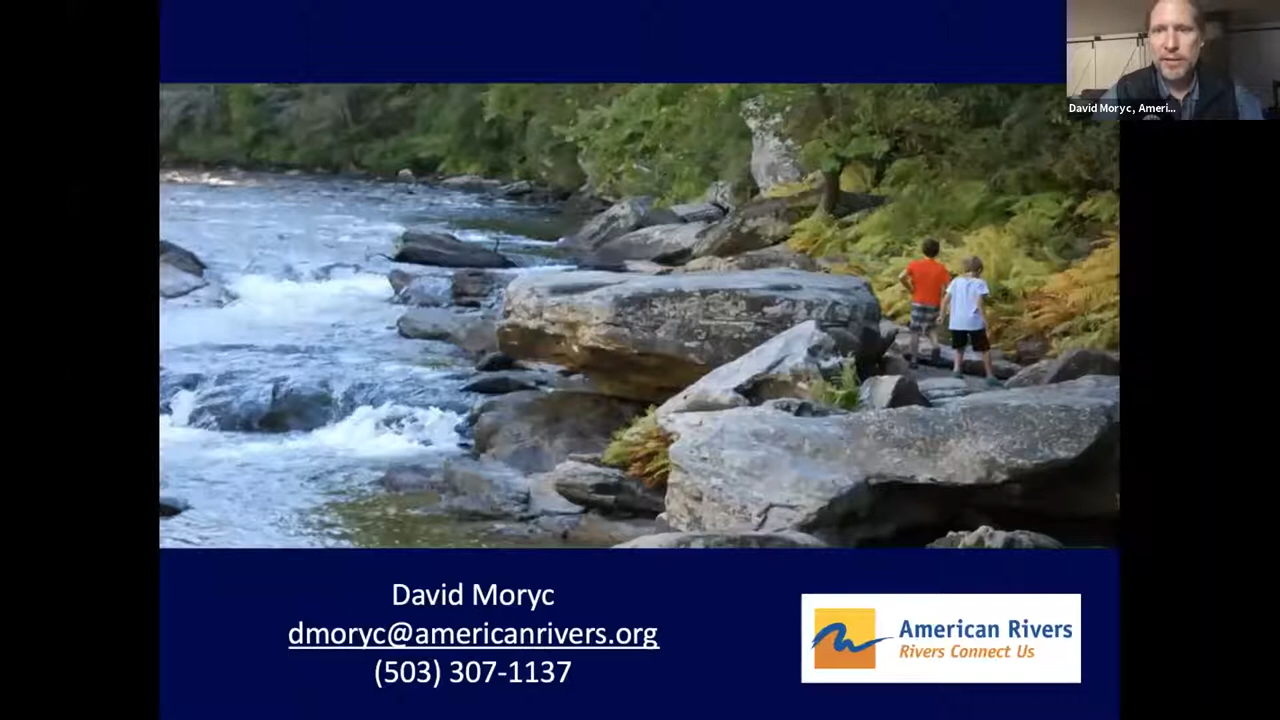 David Moryc, Ameri...
David Moryc
dmoryc@americanrivers.org
(503) 307-1137
American Rivers
Rivers Connect Us